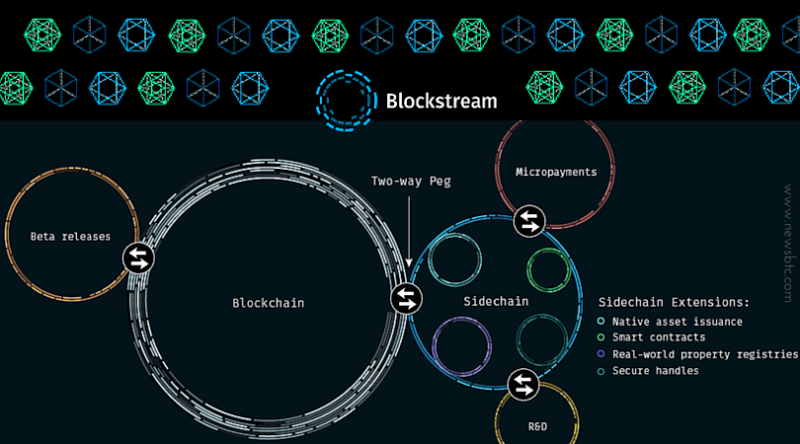 Blockstream
Two-way Peg
Micropayments
Beta releases
Blockchain
Sidechain
Sidechain Extensions:
Native asset issuance
Smart contracts
Real-world property registries
Secure handles
R&D
www.newsbtc.com